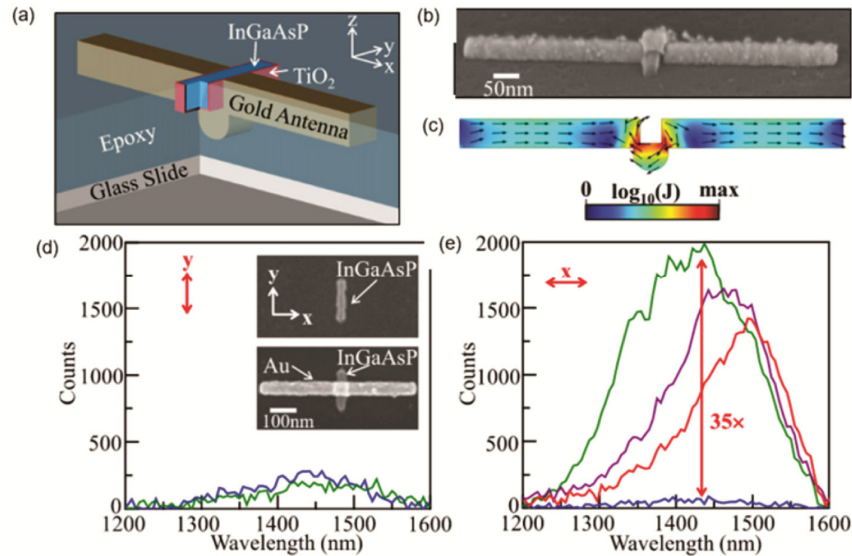 (a)
InGaAsP
z
y
x
TiO2
Gold Antenna
Epoxy
Glass Slide
(b)
50nm
(c)
0 log10(J) max
(d)
2000
1500
1000
500
0
Counts
y
y
x
InGaAsP
Au
InGaAsP
100nm
1200 1300 1400 1500 1600
Wavelength (nm)
(e)
2000
1500
1000
500
0
Counts
x
35×
1200 1300 1400 1500 1600
Wavelength (nm)